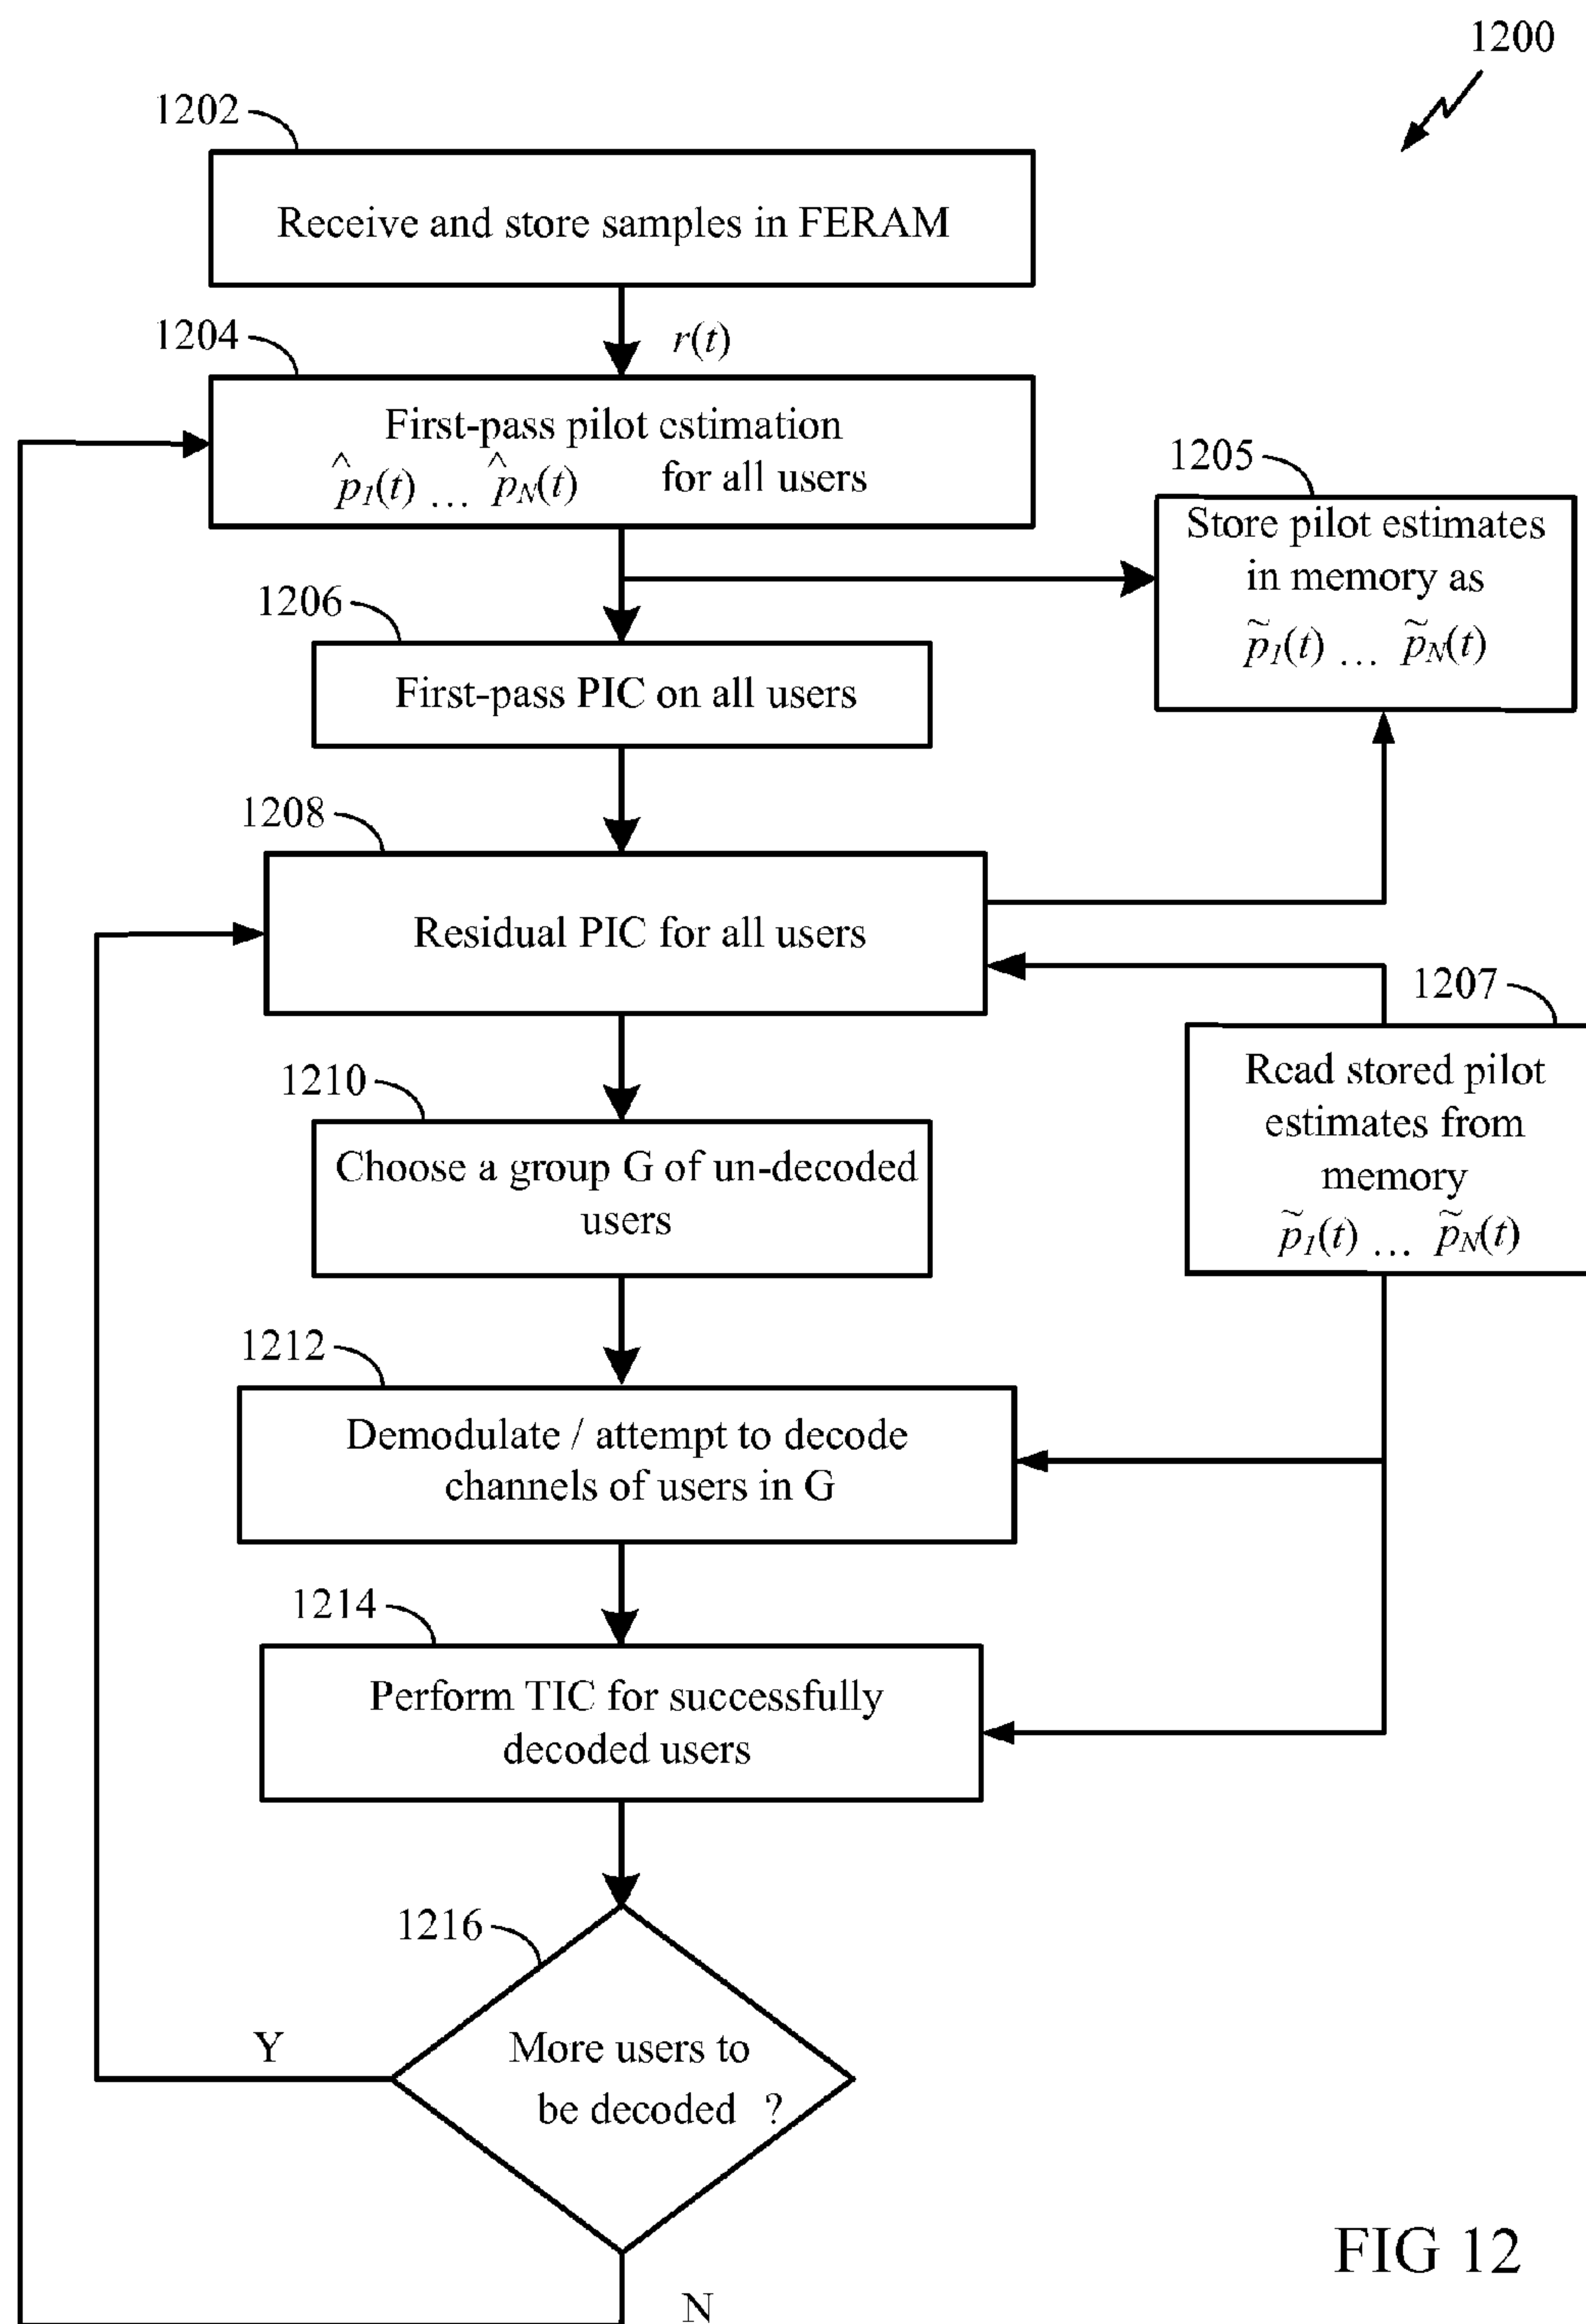 1200
1202
Receive and store samples in FERAM
1204
r(t)
First-pass pilot estimation
p̂₁(t) ... p̂N(t) for all users
1205
Store pilot estimates
in memory as
p̃₁(t) ... p̃N(t)
1206
First-pass PIC on all users
1208
Residual PIC for all users
1207
Read stored pilot
estimates from
memory
p̃₁(t) ... p̃N(t)
1210
Choose a group G of un-decoded
users
1212
Demodulate / attempt to decode
channels of users in G
1214
Perform TIC for successfully
decoded users
1216
More users to
be decoded ?
Y
N
FIG 12